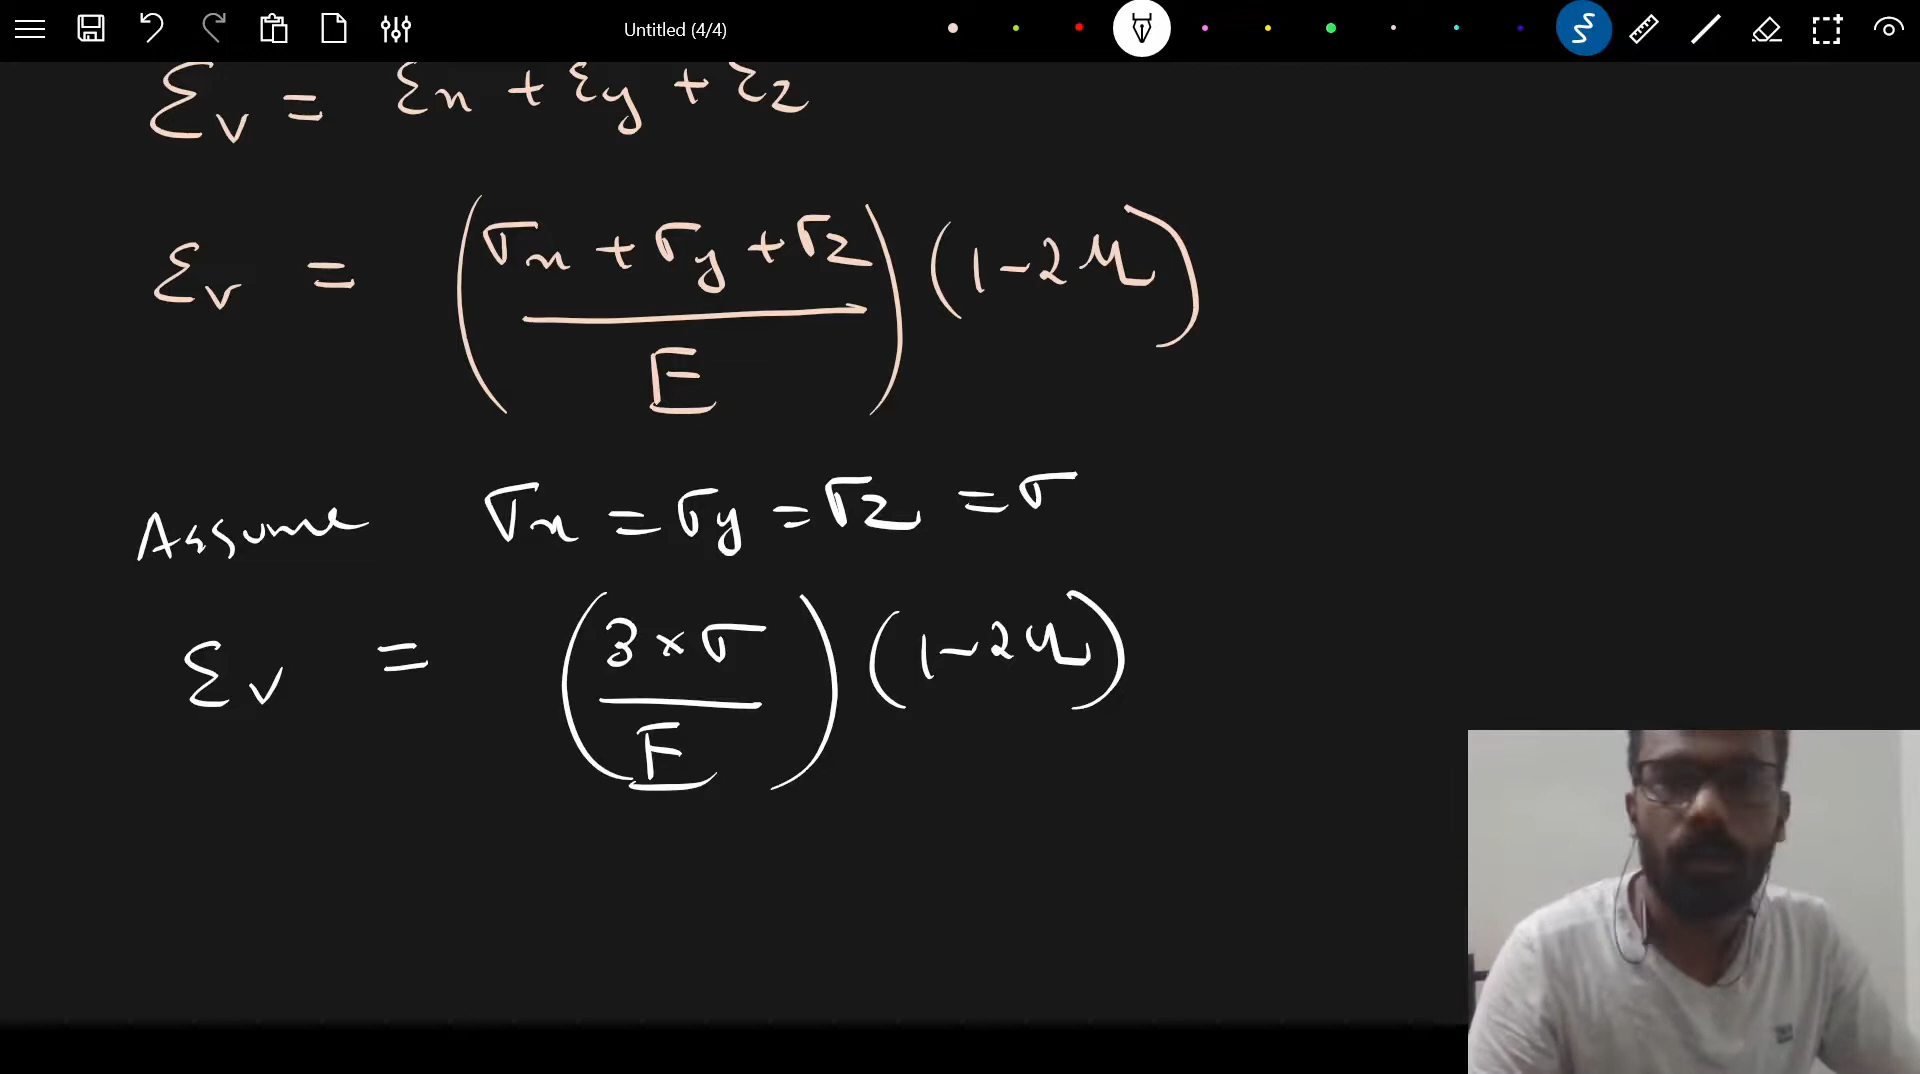 Untitled (4/4)
εv = εx + εy + εz
εv = (σx + σy + σz / E) (1 - 2μ)
Assume σx = σy = σz = σ
εv = (3 × σ / E) (1 - 2μ)